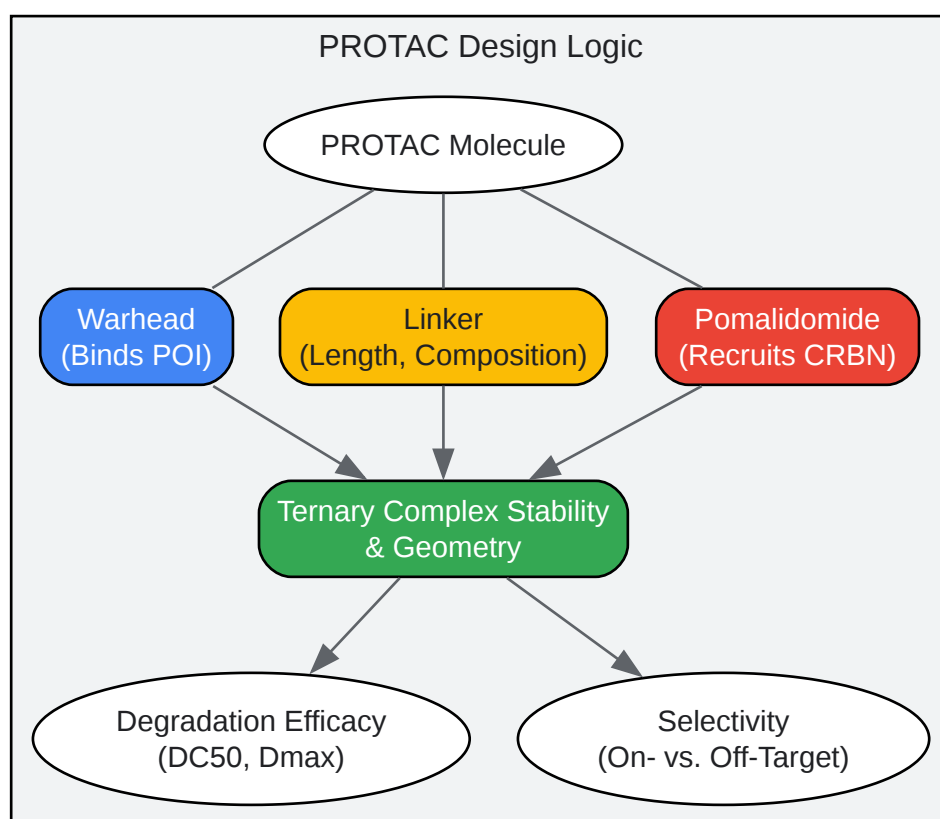 PROTAC Design Logic
PROTAC Molecule
Warhead
(Binds POI)
Linker
(Length, Composition)
Pomalidomide
(Recruits CRBN)
Ternary Complex Stability
& Geometry
Degradation Efficacy
(DC50, Dmax)
Selectivity
(On- vs. Off-Target)